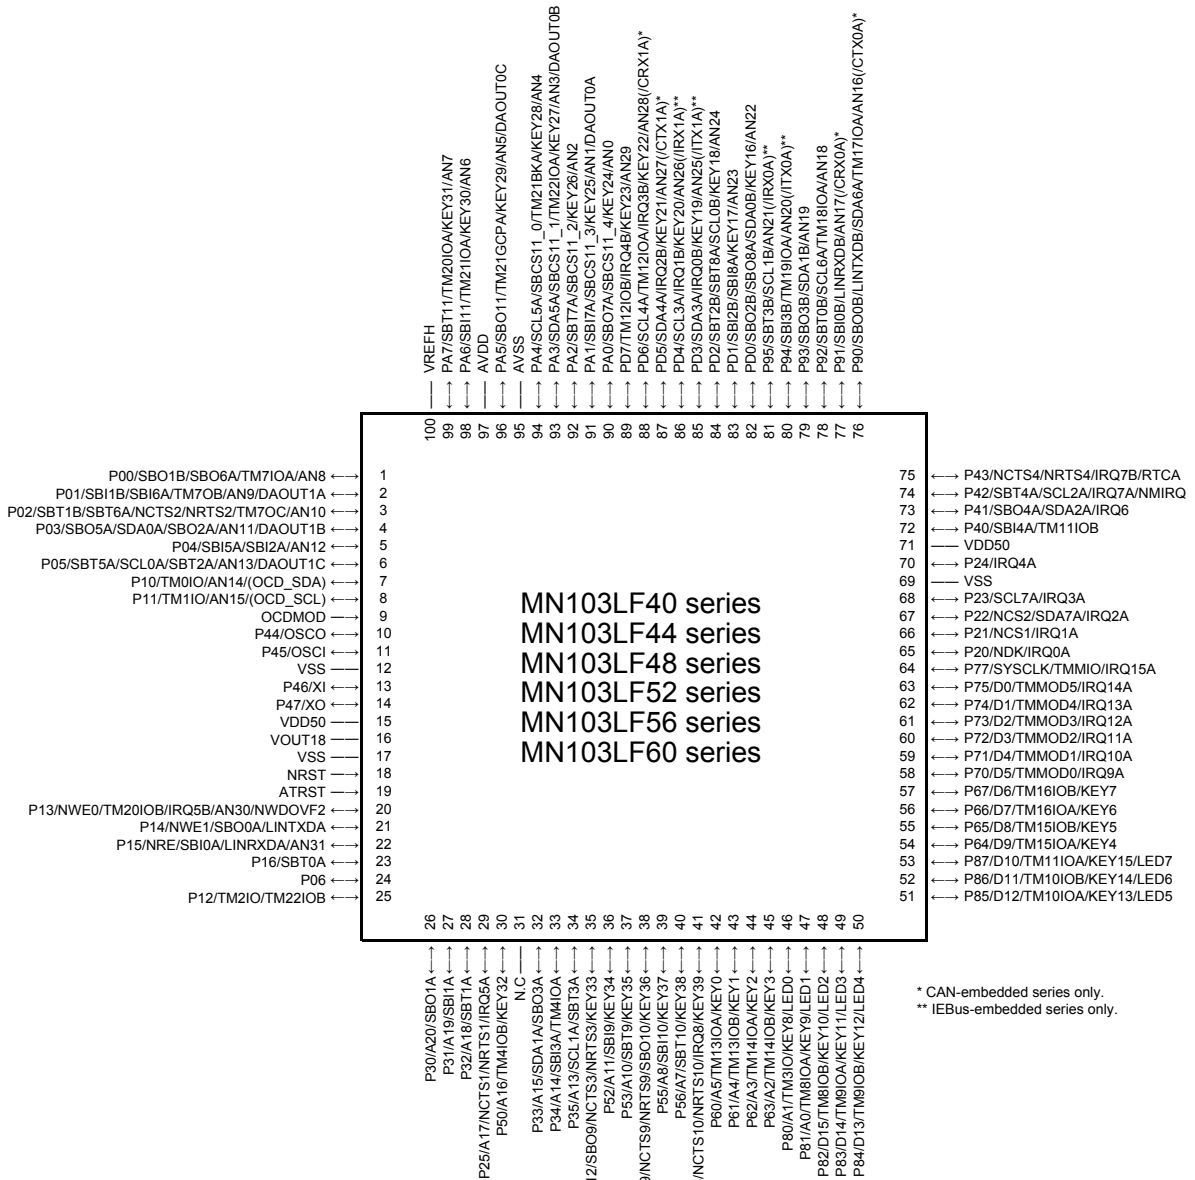 100 VREFH
99 PA7/SBT11/TM20IOA/KEY31/AN7
98 PA6/SBI11/TM21IOA/KEY30/AN6
97 AVDD
96 PA5/SBO11/TM21GCPA/KEY29/AN5/DAOUT0C
95 AVSS
94 PA4/SCL5A/SBCS11_0/TM21BKA/KEY28/AN4
93 PA3/SDA5A/SBCS11_1/TM22IOA/KEY27/AN3/DAOUT0B
92 PA2/SBT7A/SBCS11_2/KEY26/AN2
91 PA1/SBI7A/SBCS11_3/KEY25/AN1/DAOUT0A
90 PA0/SBO7A/SBCS11_4/KEY24/AN0
89 PD7/TM12IOB/IRQ4B/KEY23/AN29
88 PD6/SCL4A/TM12IOA/IRQ3B/KEY22/AN28(/CRX1A)*
87 PD5/SDA4A/IRQ2B/KEY21/AN27(/CTX1A)*
86 PD4/SCL3A/IRQ1B/KEY20/AN26(/IRX1A)**
85 PD3/SDA3A/IRQ0B/KEY19/AN25(/ITX1A)**
84 PD2/SBT2B/SBT8A/SCL0B/KEY18/AN24
83 PD1/SBI2B/SBI8A/KEY17/AN23
82 PD0/SBO2B/SBO8A/SDA0B/KEY16/AN22
81 P95/SBT3B/SCL1B/AN21(/IRX0A)**
80 P94/SBI3B/TM19IOA/AN20(/ITX0A)**
79 P93/SBO3B/SDA1B/AN19
78 P92/SBT0B/SCL6A/TM18IOA/AN18
77 P91/SBI0B/LINRXDB/AN17(/CRX0A)*
76 P90/SBO0B/LINTXDB/SDA6A/TM17IOA/AN16(/CTX0A)*
P00/SBO1B/SBO6A/TM7IOA/AN8 1
P01/SBI1B/SBI6A/TM7OB/AN9/DAOUT1A 2
P02/SBT1B/SBT6A/NCTS2/NRTS2/TM7OC/AN10 3
P03/SBO5A/SDA0A/SBO2A/AN11/DAOUT1B 4
P04/SBI5A/SBI2A/AN12 5
P05/SBT5A/SCL0A/SBT2A/AN13/DAOUT1C 6
P10/TM0IO/AN14/(OCD_SDA) 7
P11/TM1IO/AN15/(OCD_SCL) 8
OCDMOD 9
P44/OSCO 10
P45/OSCI 11
VSS 12
P46/XI 13
P47/XO 14
VDD50 15
VOUT18 16
VSS 17
NRST 18
ATRST 19
P13/NWE0/TM20IOB/IRQ5B/AN30/NWDOVF2 20
P14/NWE1/SBO0A/LINTXDA 21
P15/NRE/SBI0A/LINRXDA/AN31 22
P16/SBT0A 23
P06 24
P12/TM2IO/TM22IOB 25
MN103LF40 series
MN103LF44 series
MN103LF48 series
MN103LF52 series
MN103LF56 series
MN103LF60 series
75 P43/NCTS4/NRTS4/IRQ7B/RTCA
74 P42/SBT4A/SCL2A/IRQ7A/NMIRQ
73 P41/SBO4A/SDA2A/IRQ6
72 P40/SBI4A/TM11IOB
71 VDD50
70 P24/IRQ4A
69 VSS
68 P23/SCL7A/IRQ3A
67 P22/NCS2/SDA7A/IRQ2A
66 P21/NCS1/IRQ1A
65 P20/NDK/IRQ0A
64 P77/SYSCLK/TMMIO/IRQ15A
63 P75/D0/TMMOD5/IRQ14A
62 P74/D1/TMMOD4/IRQ13A
61 P73/D2/TMMOD3/IRQ12A
60 P72/D3/TMMOD2/IRQ11A
59 P71/D4/TMMOD1/IRQ10A
58 P70/D5/TMMOD0/IRQ9A
57 P67/D6/TM16IOB/KEY7
56 P66/D7/TM16IOA/KEY6
55 P65/D8/TM15IOB/KEY5
54 P64/D9/TM15IOA/KEY4
53 P87/D10/TM11IOA/KEY15/LED7
52 P86/D11/TM10IOB/KEY14/LED6
51 P85/D12/TM10IOA/KEY13/LED5
26 P30/A20/SBO1A
27 P31/A19/SBI1A
28 P32/A18/SBT1A
29 P25/A17/NCTS1/NRTS1/IRQ5A
30 P50/A16/TM4IOB/KEY32
31 N.C
32 P33/A15/SDA1A/SBO3A
33 P34/A14/SBI3A/TM4IOA
34 P35/A13/SCL1A/SBT3A
35 12/SBO9/NCTS3/NRTS3/KEY33
36 P52/A11/SBI9/KEY34
37 P53/A10/SBT9/KEY35
38 9/NCTS9/NRTS9/SBO10/KEY36
39 P55/A8/SBI10/KEY37
40 P56/A7/SBT10/KEY38
41 /NCTS10/NRTS10/IRQ8/KEY39
42 P60/A5/TM13IOA/KEY0
43 P61/A4/TM13IOB/KEY1
44 P62/A3/TM14IOA/KEY2
45 P63/A2/TM14IOB/KEY3
46 P80/A1/TM3IO/KEY8/LED0
47 P81/A0/TM8IOA/KEY9/LED1
48 P82/D15/TM8IOB/KEY10/LED2
49 P83/D14/TM9IOA/KEY11/LED3
50 P84/D13/TM9IOB/KEY12/LED4
* CAN-embedded series only.
** IEBus-embedded series only.